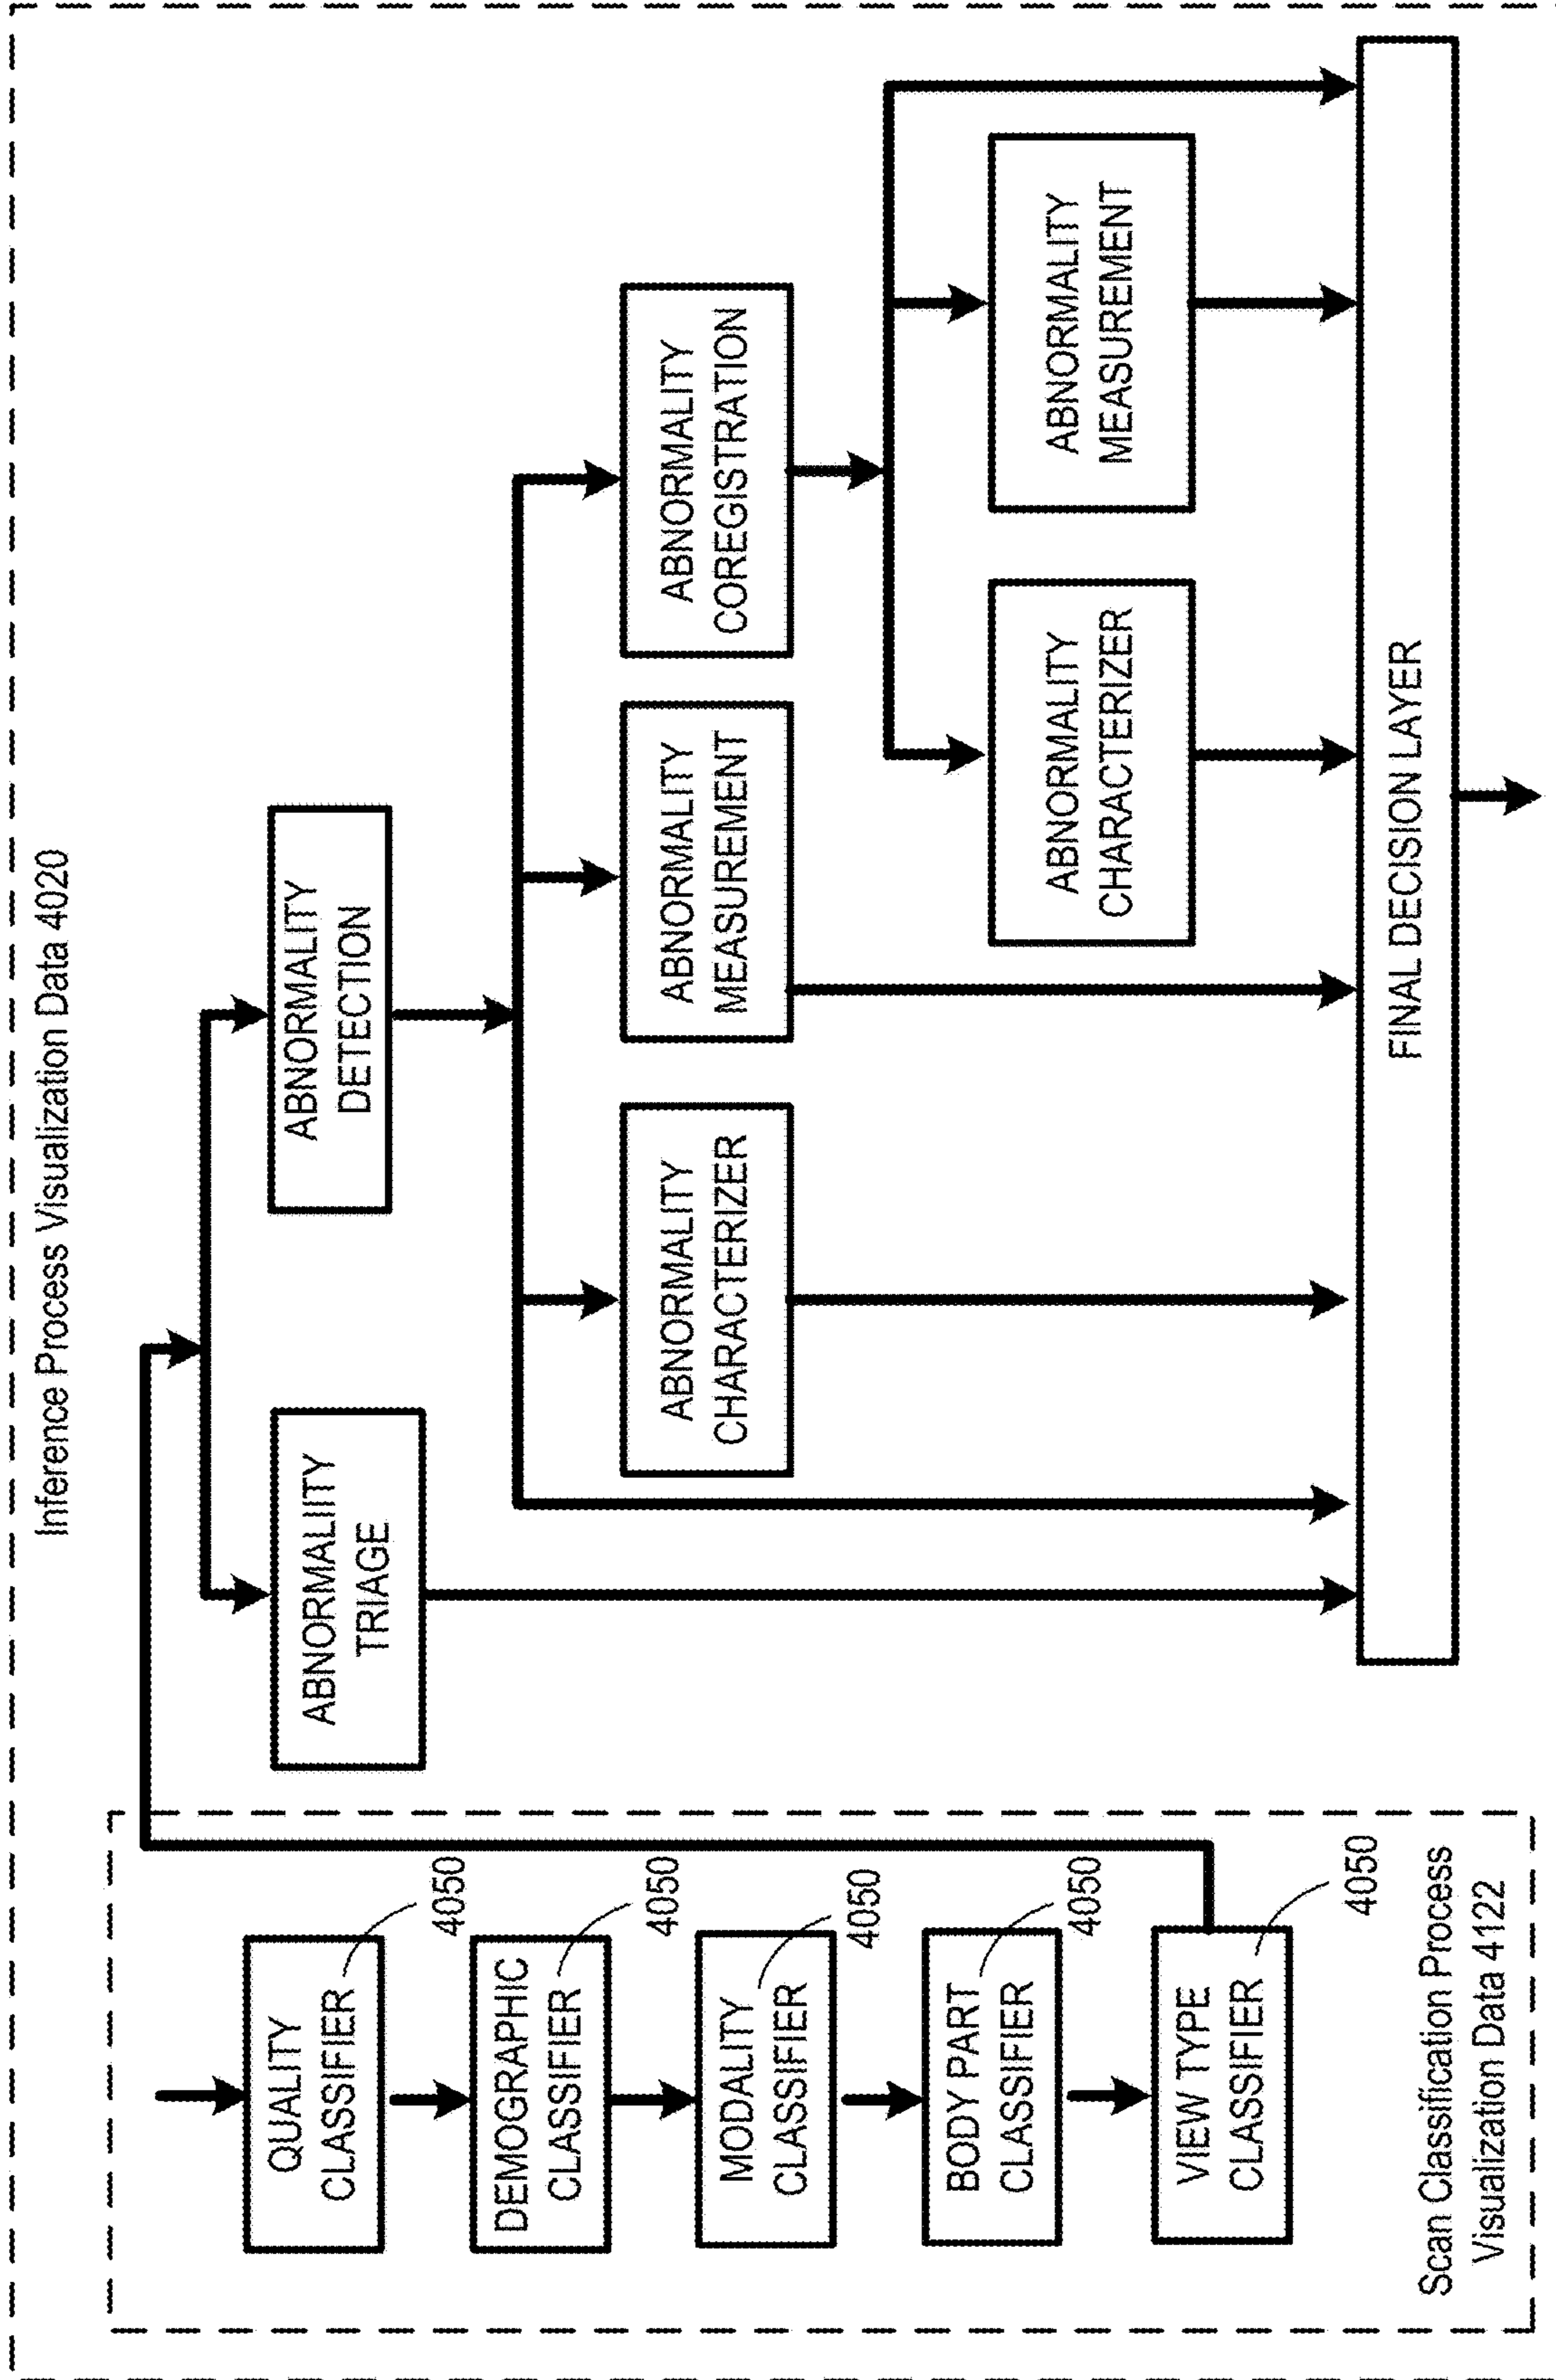 Inference Process Visualization Data 4020
QUALITY
CLASSIFIER
4050
DEMOGRAPHIC
CLASSIFIER
4050
MODALITY
CLASSIFIER
4050
BODY PART
CLASSIFIER
4050
VIEW TYPE
CLASSIFIER
4050
Scan Classification Process
Visualization Data 4122
ABNORMALITY
TRIAGE
ABNORMALITY
DETECTION
ABNORMALITY
CHARACTERIZER
ABNORMALITY
MEASUREMENT
ABNORMALITY
COREGISTRATION
ABNORMALITY
CHARACTERIZER
ABNORMALITY
MEASUREMENT
FINAL DECISION LAYER